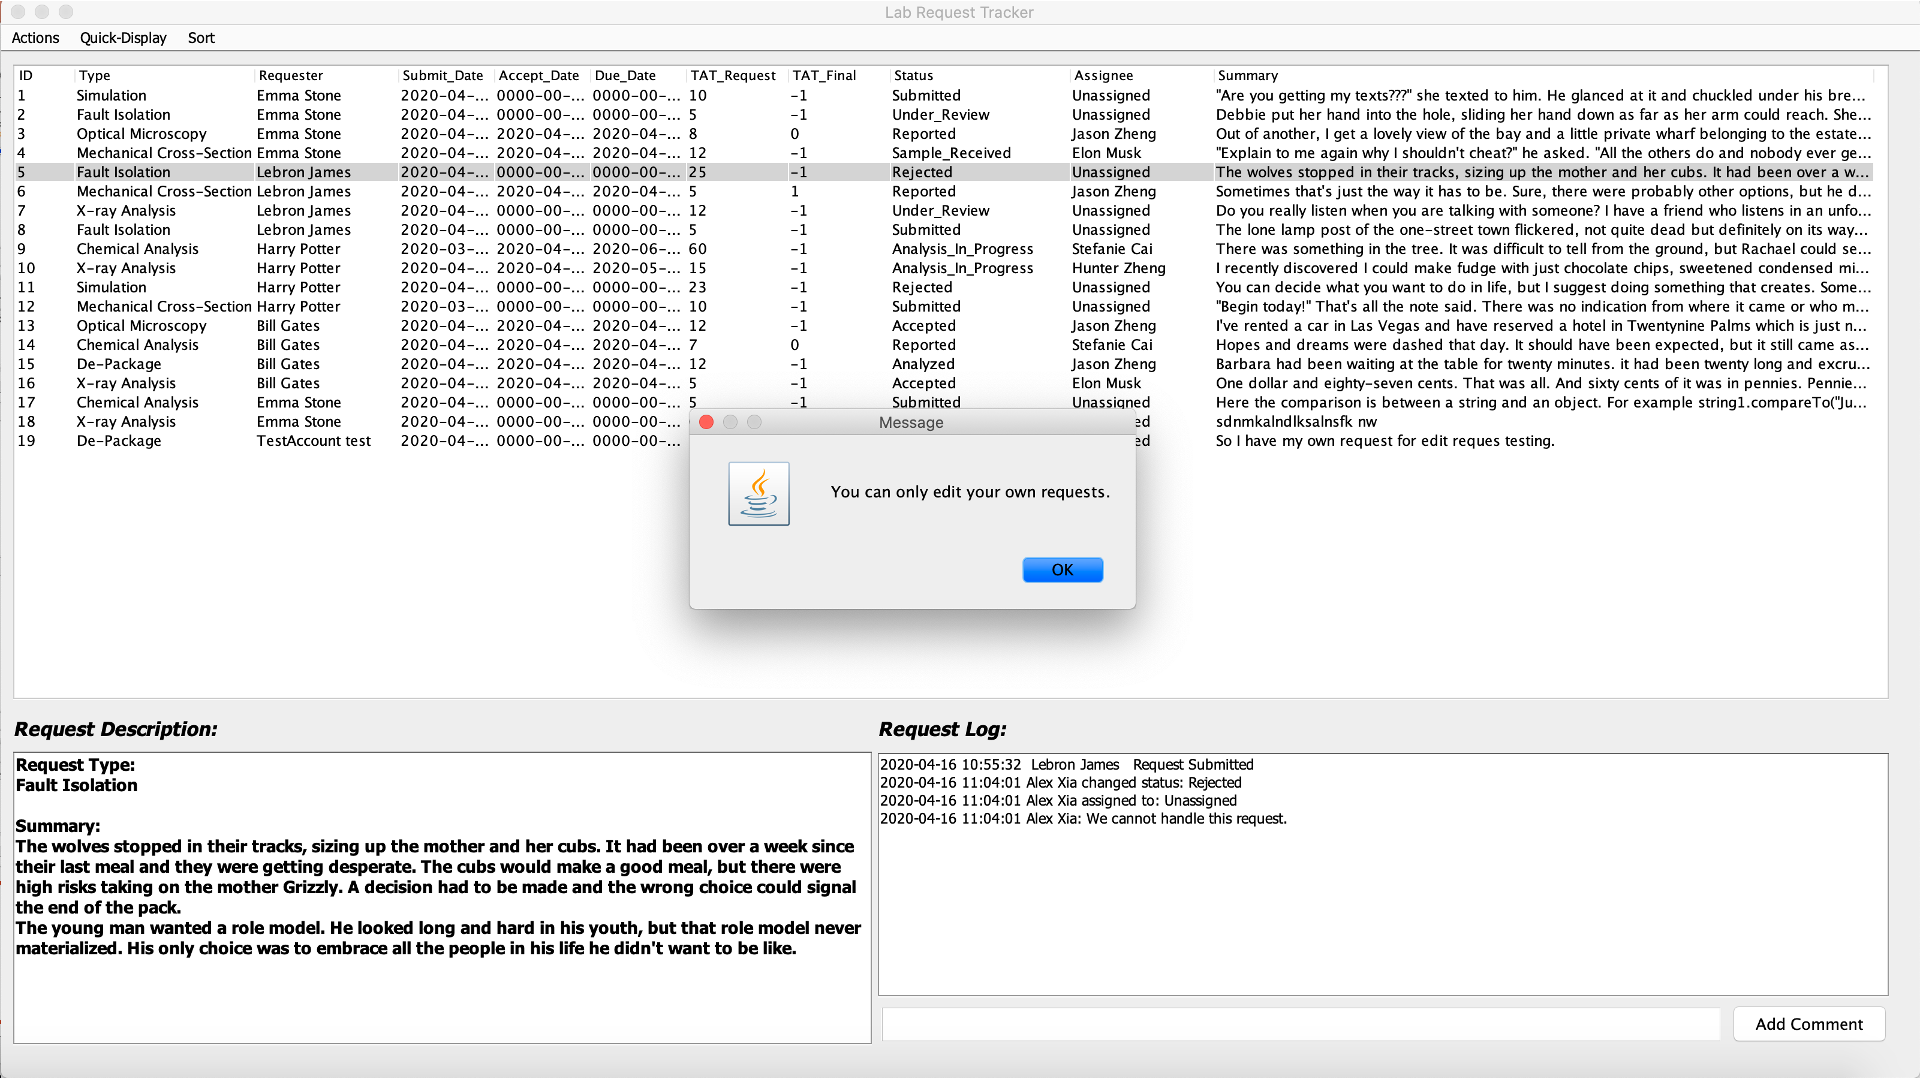 Lab Request Tracker
Actions Quick-Display Sort
ID Type Requester Submit_Date Accept_Date Due_Date TAT_Request TAT_Final Status Assignee Summary
1 Simulation Emma Stone 2020-04-... 0000-00-... 0000-00-... 10 -1 Submitted Unassigned "Are you getting my texts???" she texted to him. He glanced at it and chuckled under his bre...
2 Fault Isolation Emma Stone 2020-04-... 0000-00-... 0000-00-... 5 -1 Under_Review Unassigned Debbie put her hand into the hole, sliding her hand down as far as her arm could reach. She...
3 Optical Microscopy Emma Stone 2020-04-... 2020-04-... 2020-04-... 8 0 Reported Jason Zheng Out of another, I get a lovely view of the bay and a little private wharf belonging to the estate...
4 Mechanical Cross-Section Emma Stone 2020-04-... 2020-04-... 2020-04-... 12 -1 Sample_Received Elon Musk "Explain to me again why I shouldn't cheat?" he asked. "All the others do and nobody ever ge...
5 Fault Isolation Lebron James 2020-04-... 0000-00-... 0000-00-... 25 -1 Rejected Unassigned The wolves stopped in their tracks, sizing up the mother and her cubs. It had been over a w...
6 Mechanical Cross-Section Lebron James 2020-04-... 2020-04-... 2020-04-... 5 1 Reported Jason Zheng Sometimes that's just the way it has to be. Sure, there were probably other options, but he d...
7 X-ray Analysis Lebron James 2020-04-... 0000-00-... 0000-00-... 12 -1 Under_Review Unassigned Do you really listen when you are talking with someone? I have a friend who listens in an unfo...
8 Fault Isolation Lebron James 2020-04-... 0000-00-... 0000-00-... 5 -1 Submitted Unassigned The lone lamp post of the one-street town flickered, not quite dead but definitely on its way...
9 Chemical Analysis Harry Potter 2020-03-... 2020-04-... 2020-06-... 60 -1 Analysis_In_Progress Stefanie Cai There was something in the tree. It was difficult to tell from the ground, but Rachael could se...
10 X-ray Analysis Harry Potter 2020-04-... 2020-04-... 2020-05-... 15 -1 Analysis_In_Progress Hunter Zheng I recently discovered I could make fudge with just chocolate chips, sweetened condensed mi...
11 Simulation Harry Potter 2020-04-... 0000-00-... 0000-00-... 23 -1 Rejected Unassigned You can decide what you want to do in life, but I suggest doing something that creates. Some...
12 Mechanical Cross-Section Harry Potter 2020-03-... 0000-00-... 0000-00-... 10 -1 Submitted Unassigned "Begin today!" That's all the note said. There was no indication from where it came or who m...
13 Optical Microscopy Bill Gates 2020-04-... 2020-04-... 2020-04-... 12 -1 Accepted Jason Zheng I've rented a car in Las Vegas and have reserved a hotel in Twentynine Palms which is just n...
14 Chemical Analysis Bill Gates 2020-04-... 2020-04-... 2020-04-... 7 0 Reported Stefanie Cai Hopes and dreams were dashed that day. It should have been expected, but it still came as...
15 De-Package Bill Gates 2020-04-... 2020-04-... 2020-04-... 12 -1 Analyzed Jason Zheng Barbara had been waiting at the table for twenty minutes. it had been twenty long and excru...
16 X-ray Analysis Bill Gates 2020-04-... 2020-04-... 2020-04-... 5 -1 Accepted Elon Musk One dollar and eighty-seven cents. That was all. And sixty cents of it was in pennies. Pennie...
17 Chemical Analysis Emma Stone 2020-04-... 0000-00-... 0000-00-... 5 -1 Submitted Unassigned Here the comparison is between a string and an object. For example string1.compareTo("Ju...
18 X-ray Analysis Emma Stone 2020-04-... 0000-00-... 0000-00-... ed sdnmkalndlksalnsfk nw
19 De-Package TestAccount test 2020-04-... 0000-00-... 0000-00-... ed So I have my own request for edit reques testing.
Message
You can only edit your own requests.
OK
Request Description:
Request Type:
Fault Isolation
Summary:
The wolves stopped in their tracks, sizing up the mother and her cubs. It had been over a week since
their last meal and they were getting desperate. The cubs would make a good meal, but there were
high risks taking on the mother Grizzly. A decision had to be made and the wrong choice could signal
the end of the pack.
The young man wanted a role model. He looked long and hard in his youth, but that role model never
materialized. His only choice was to embrace all the people in his life he didn't want to be like.
Request Log:
2020-04-16 10:55:32 Lebron James Request Submitted
2020-04-16 11:04:01 Alex Xia changed status: Rejected
2020-04-16 11:04:01 Alex Xia assigned to: Unassigned
2020-04-16 11:04:01 Alex Xia: We cannot handle this request.
Add Comment